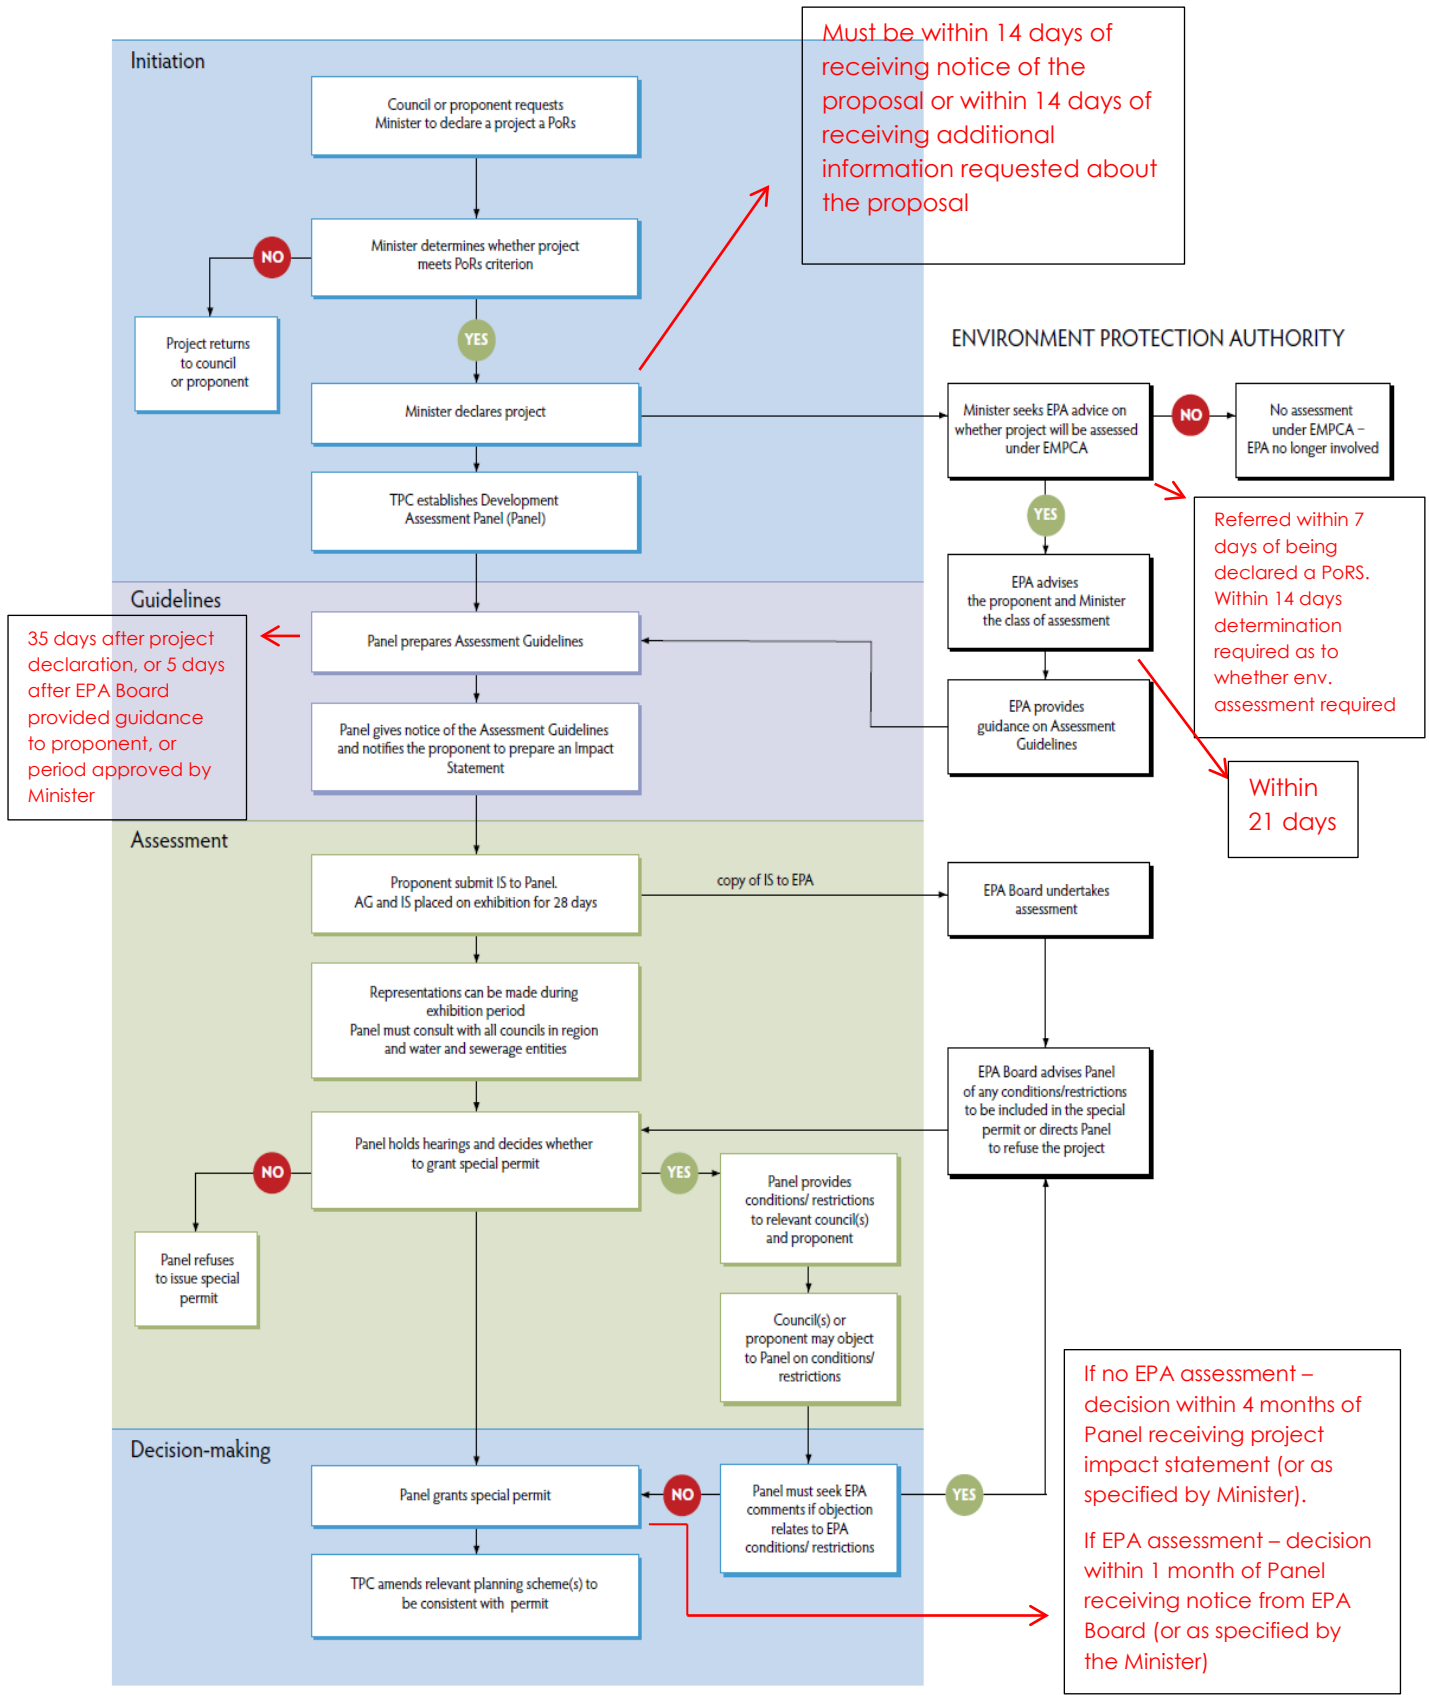 Initiation
Council or proponent requests
Minister to declare a project a PoRs
Must be within 14 days of
receiving notice of the
proposal or within 14 days of
receiving additional
information requested about
the proposal
Minister determines whether project
meets PoRs criterion
NO
Project returns
to council
or proponent
YES
Minister declares project
TPC establishes Development
Assessment Panel (Panel)
ENVIRONMENT PROTECTION AUTHORITY
Minister seeks EPA advice on
whether project will be assessed
under EMPCA
NO
No assessment
under EMPCA –
EPA no longer involved
YES
Referred within 7
days of being
declared a PoRS.
Within 14 days
determination
required as to
whether env.
assessment required
EPA advises
the proponent and Minister
the class of assessment
EPA provides
guidance on Assessment
Guidelines
Within
21 days
Guidelines
35 days after project
declaration, or 5 days
after EPA Board
provided guidance
to proponent, or
period approved by
Minister
Panel prepares Assessment Guidelines
Panel gives notice of the Assessment Guidelines
and notifies the proponent to prepare an Impact
Statement
Assessment
Proponent submit IS to Panel.
AG and IS placed on exhibition for 28 days
copy of IS to EPA
EPA Board undertakes
assessment
Representations can be made during
exhibition period
Panel must consult with all councils in region
and water and sewerage entities
EPA Board advises Panel
of any conditions/restrictions
to be included in the special
permit or directs Panel
to refuse the project
Panel holds hearings and decides whether
to grant special permit
NO
Panel refuses
to issue special
permit
YES
Panel provides
conditions/ restrictions
to relevant council(s)
and proponent
Council(s) or
proponent may object
to Panel on conditions/
restrictions
Decision-making
Panel grants special permit
NO
Panel must seek EPA
comments if objection
relates to EPA
conditions/ restrictions
YES
TPC amends relevant planning scheme(s) to
be consistent with permit
If no EPA assessment –
decision within 4 months of
Panel receiving project
impact statement (or as
specified by Minister).
If EPA assessment – decision
within 1 month of Panel
receiving notice from EPA
Board (or as specified by
the Minister)